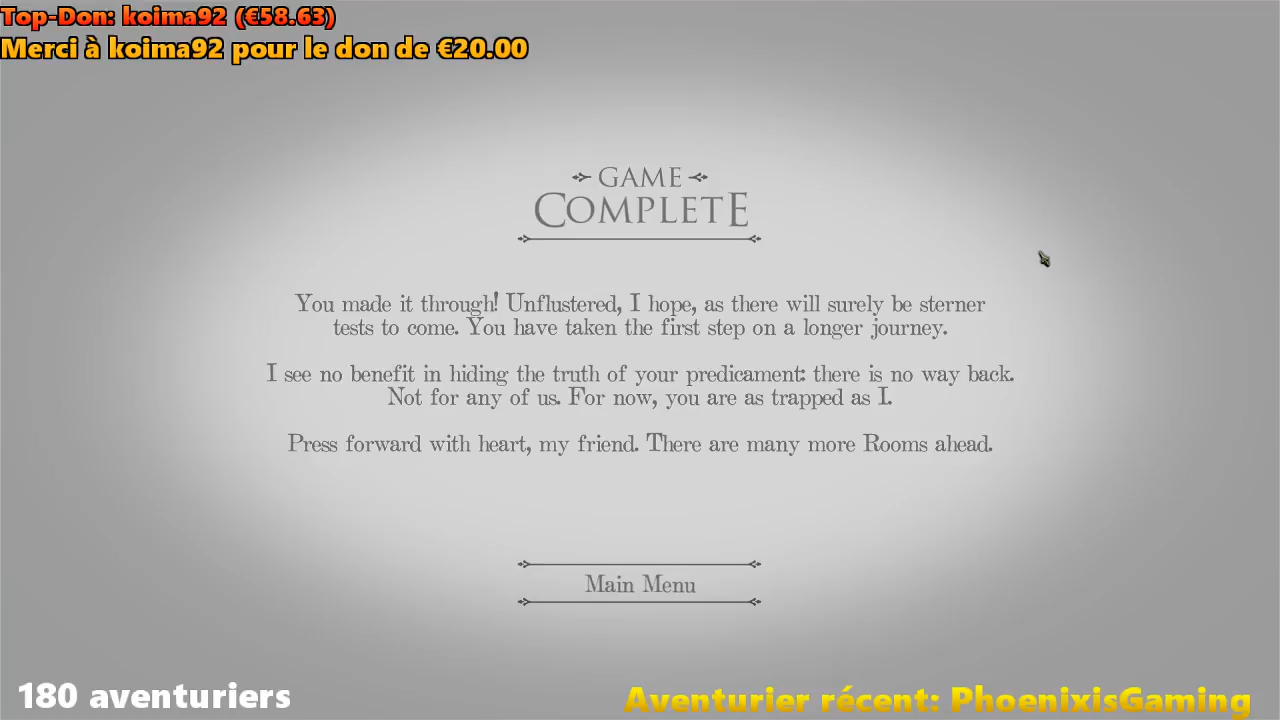 Top-Don: koima92 (€58.63)
Merci à koima92 pour le don de €20.00
GAME
COMPLETE
You made it through! Unflustered, I hope, as there will surely be sterner
tests to come. You have taken the first step on a longer journey.
I see no benefit in hiding the truth of your predicament: there is no way back.
Not for any of us. For now, you are as trapped as I.
Press forward with heart, my friend. There are many more Rooms ahead.
Main Menu
180 aventuriers
Aventurier récent: PhoenixisGaming